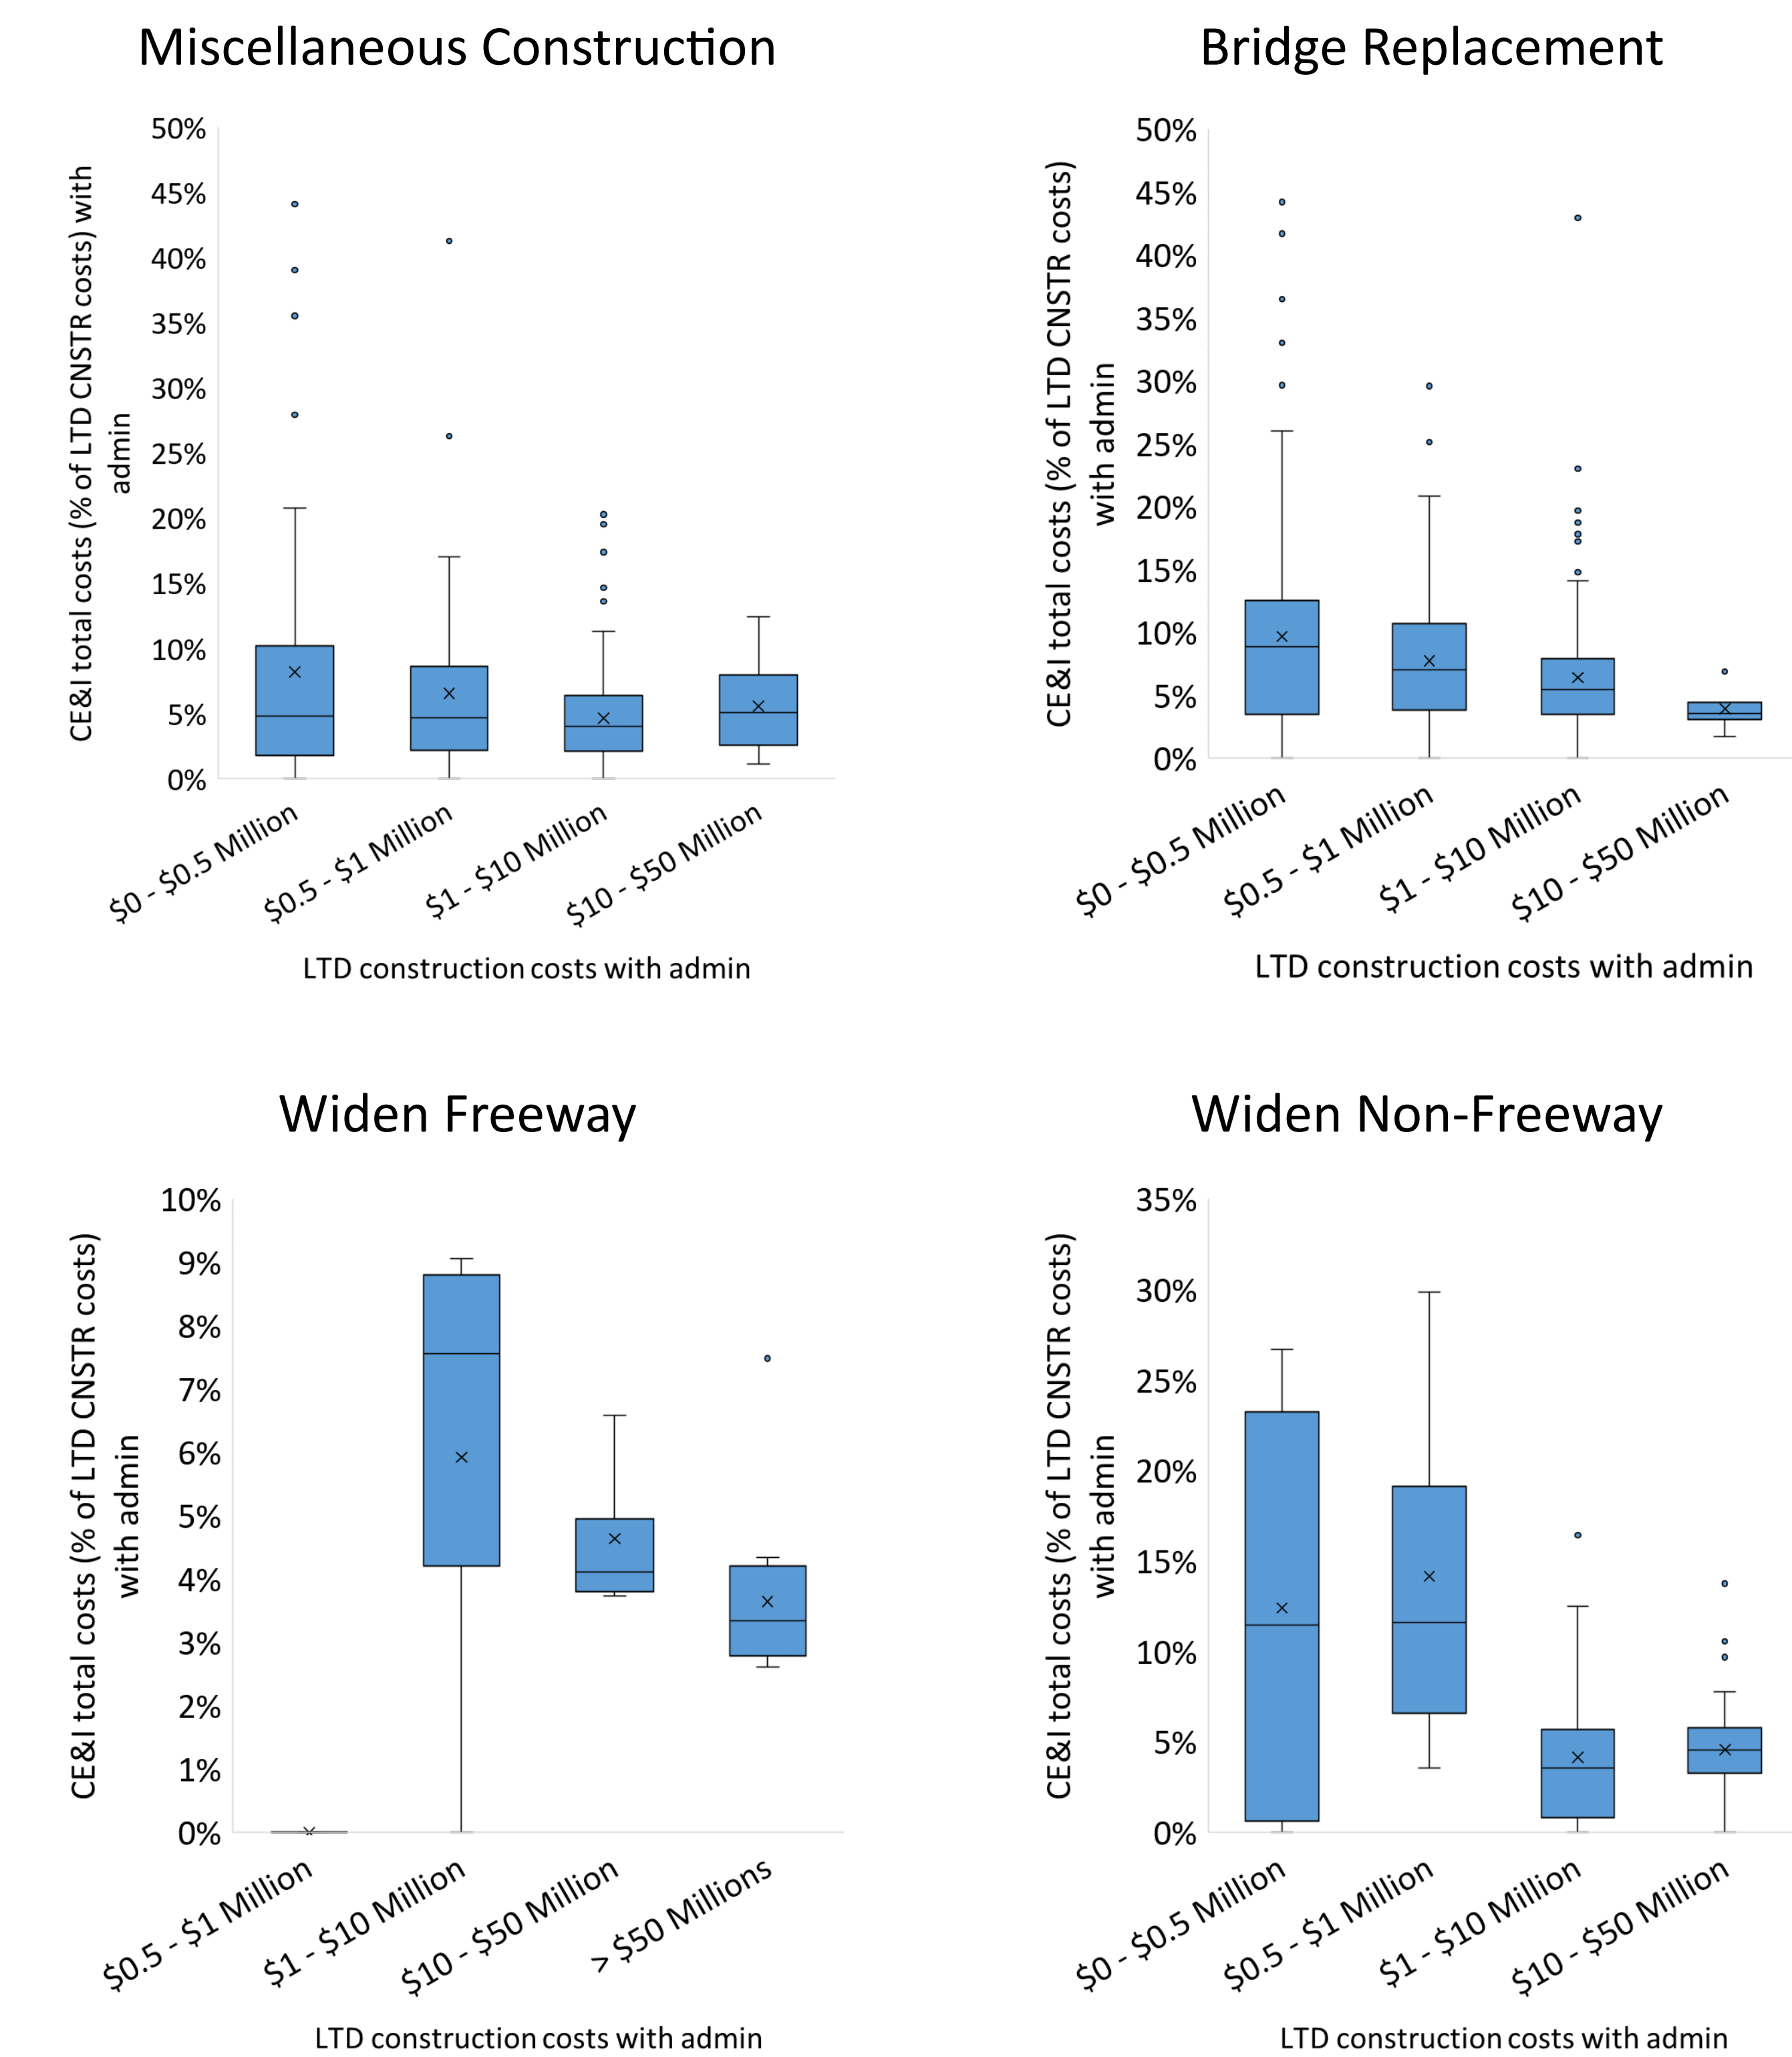 Miscellaneous Construction
CE&I total costs (% of LTD CNSTR costs) with
admin
50%
45%
40%
35%
30%
25%
20%
15%
10%
5%
0%
$0 - $0.5 Million
$0.5 - $1 Million
$1 - $10 Million
$10 - $50 Million
LTD construction costs with admin
Bridge Replacement
CE&I total costs (% of LTD CNSTR costs)
with admin
50%
45%
40%
35%
30%
25%
20%
15%
10%
5%
0%
$0 - $0.5 Million
$0.5 - $1 Million
$1 - $10 Million
$10 - $50 Million
LTD construction costs with admin
Widen Freeway
CE&I total costs (% of LTD CNSTR costs)
with admin
10%
9%
8%
7%
6%
5%
4%
3%
2%
1%
0%
$0.5 - $1 Million
$1 - $10 Million
$10 - $50 Million
> $50 Millions
LTD construction costs with admin
Widen Non-Freeway
CE&I total costs (% of LTD CNSTR costs)
with admin
35%
30%
25%
20%
15%
10%
5%
0%
$0 - $0.5 Million
$0.5 - $1 Million
$1 - $10 Million
$10 - $50 Million
LTD construction costs with admin